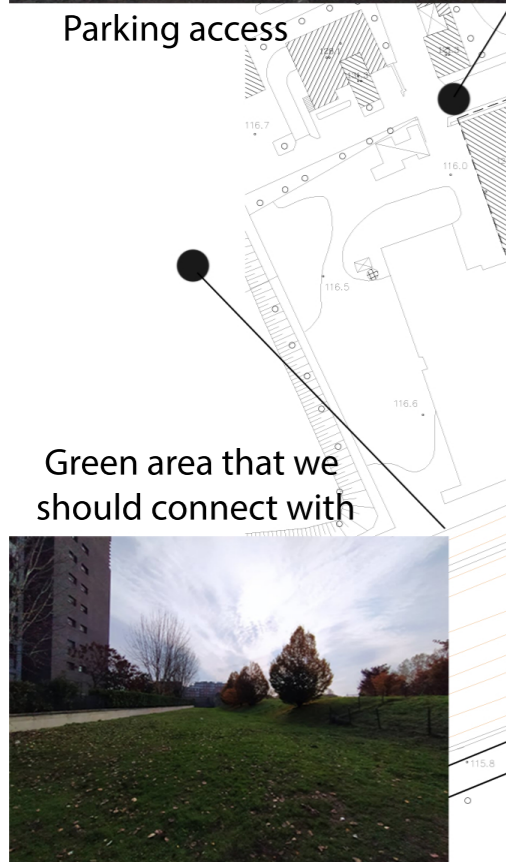 Parking access
116.7
116.0
116.5
116.6
Green area that we
should connect with
115.8